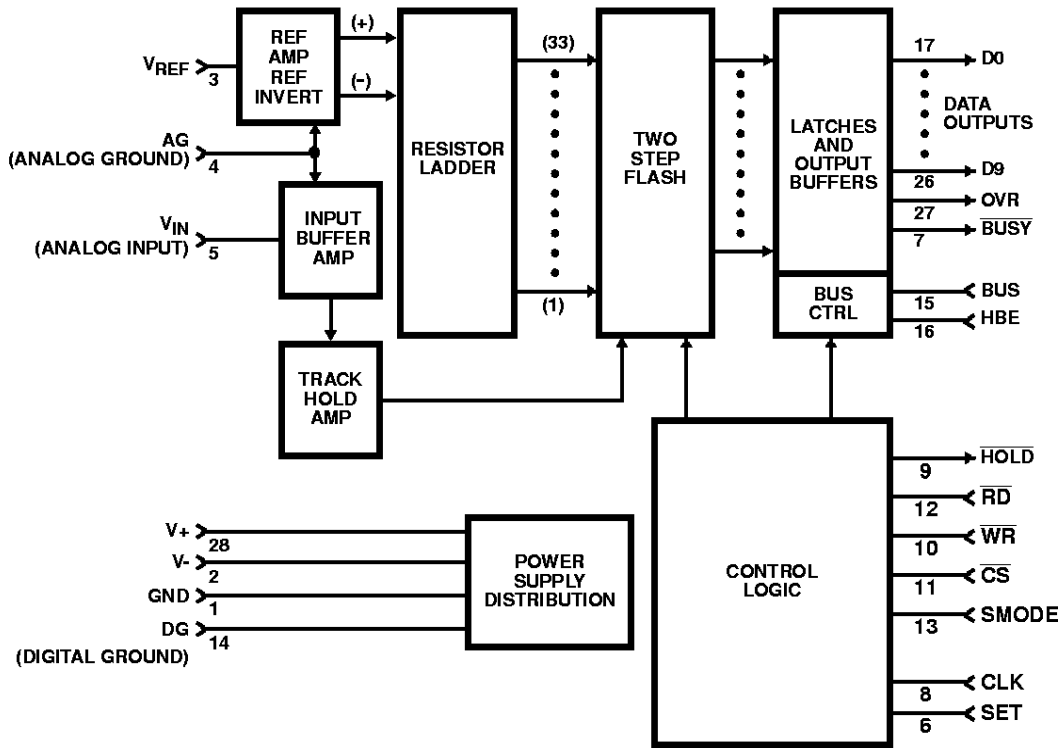 REF
AMP
REF
INVERT
(+)
(-)
VREF
3
AG
(ANALOG GROUND)
4
VIN
(ANALOG INPUT)
5
INPUT
BUFFER
AMP
TRACK
HOLD
AMP
RESISTOR
LADDER
(33)
(1)
TWO
STEP
FLASH
LATCHES
AND
OUTPUT
BUFFERS
BUS
CTRL
17
D0
DATA
OUTPUTS
D9
26
OVR
27
BUSY
7
BUS
15
HBE
16
V+
28
V-
2
GND
1
DG
14
(DIGITAL GROUND)
POWER
SUPPLY
DISTRIBUTION
CONTROL
LOGIC
HOLD
9
RD
12
WR
10
CS
11
SMODE
13
CLK
8
SET
6